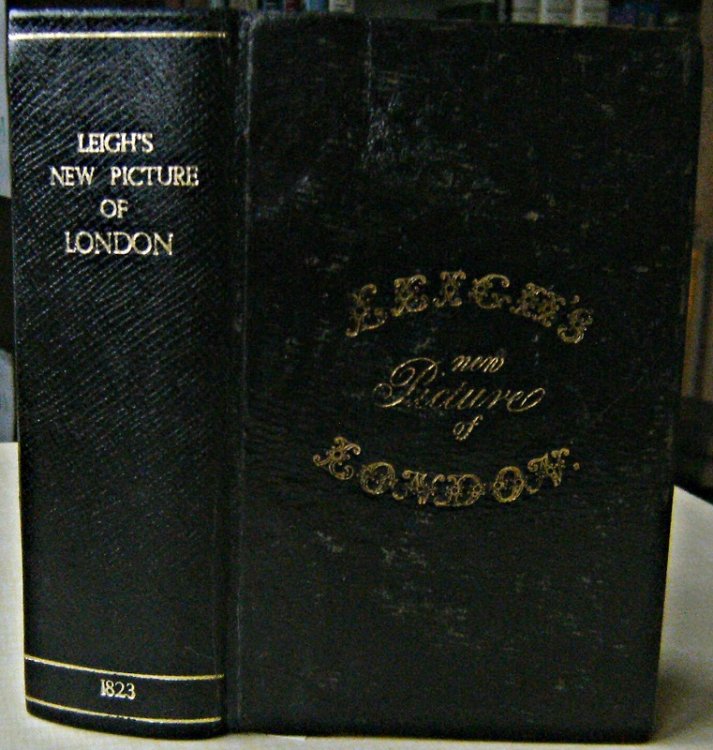 LEIGH'S
NEW PICTURE
OF
LONDON
1823
LEIGH'S
new
Picture
of
LONDON.